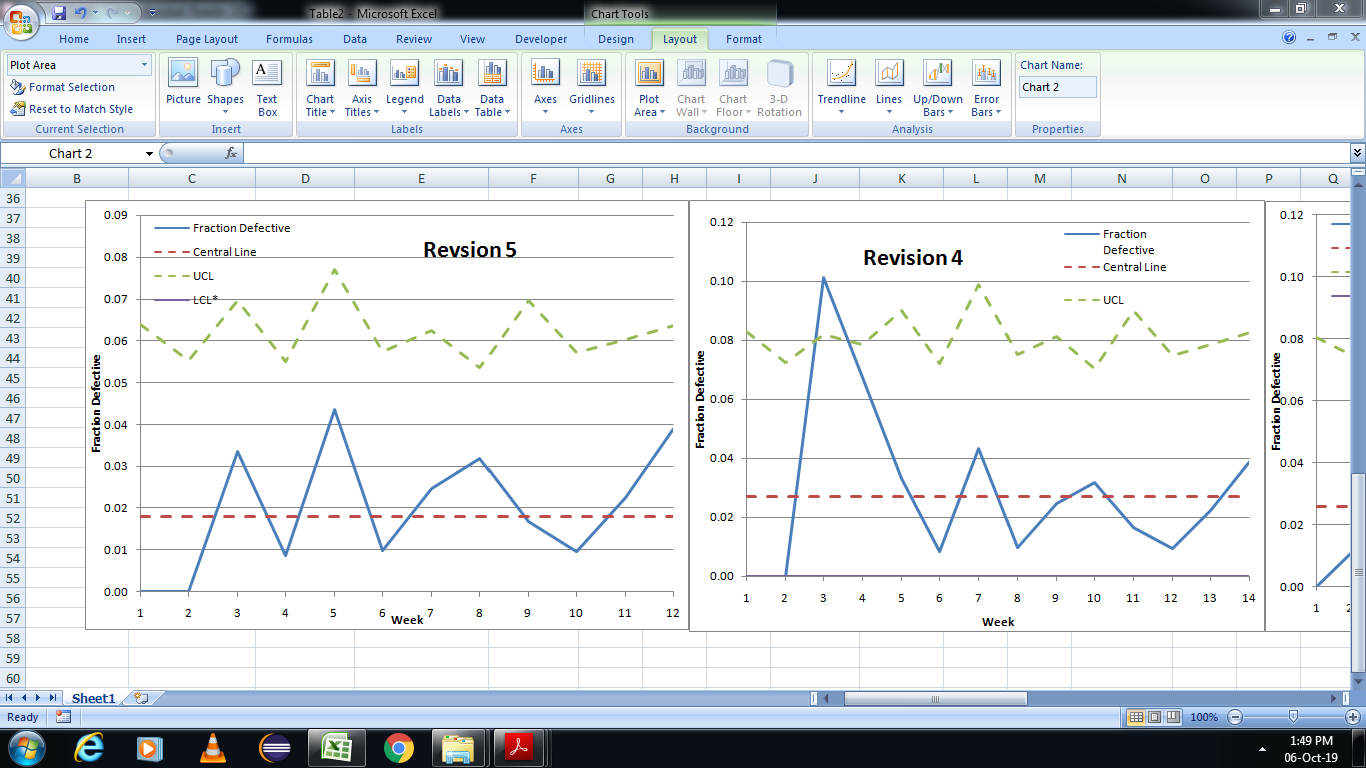 Table2 - Microsoft Excel
Chart Tools
Home Insert Page Layout Formulas Data Review View Developer Design Layout Format
Plot Area
Format Selection
Reset to Match Style
Current Selection
Picture Shapes Text Box
Insert
Chart Title Axis Titles Legend Data Labels Data Table
Labels
Axes Gridlines
Axes
Plot Area Chart Wall Chart Floor 3-D Rotation
Background
Trendline Lines Up/Down Bars Error Bars
Analysis
Chart Name:
Chart 2
Properties
Chart 2 fx
B C D E F G H I J K L M N O P Q
36
37
38
39
40
41
42
43
44
45
46
47
48
49
50
51
52
53
54
55
56
57
58
59
60
Revsion 5
Fraction Defective
Central Line
UCL
LCL*
0.09
0.08
0.07
0.06
0.05
0.04
0.03
0.02
0.01
0.00
Fraction Defective
1 2 3 4 5 6 7 8 9 10 11 12
Week
Revision 4
Fraction
Defective
Central Line
UCL
0.12
0.10
0.08
0.06
0.04
0.02
0.00
Fraction Defective
1 2 3 4 5 6 7 8 9 10 11 12 13 14
Week
0.12
0.10
0.08
0.06
0.04
0.02
0.00
Fraction Defective
1 2
Sheet1
Ready
100%
1:49 PM
06-Oct-19